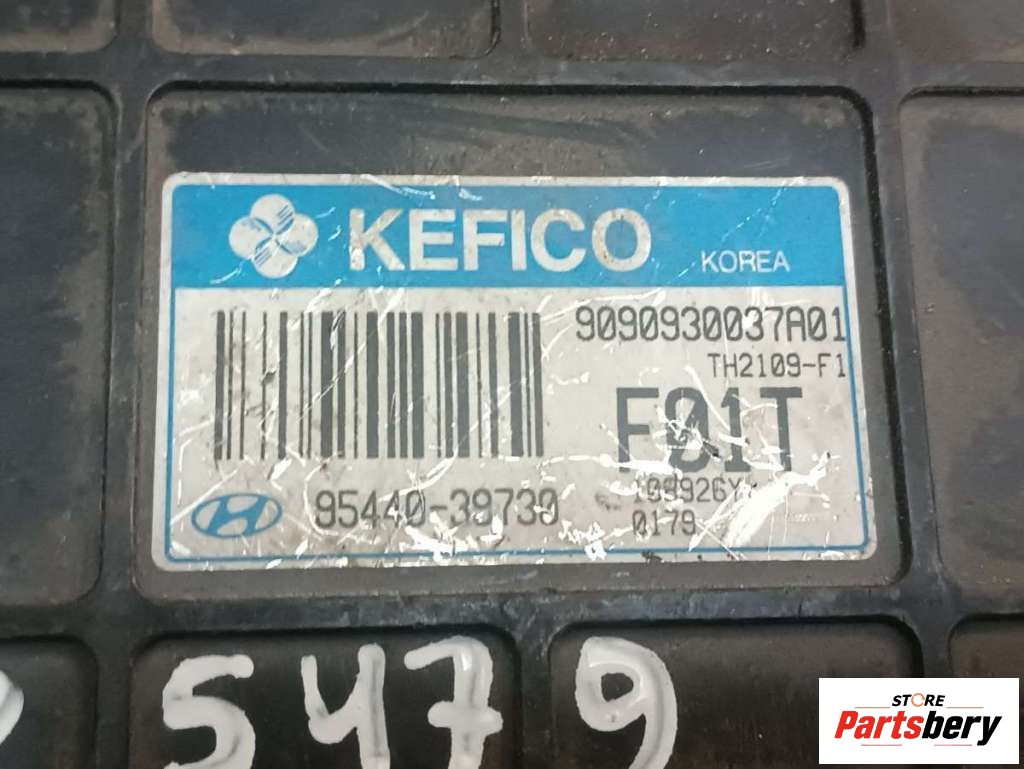 KEFICO KOREA
9090930037A01
TH2109-F1
F01T
95440-39730
0179
5479
STORE
Partsbery